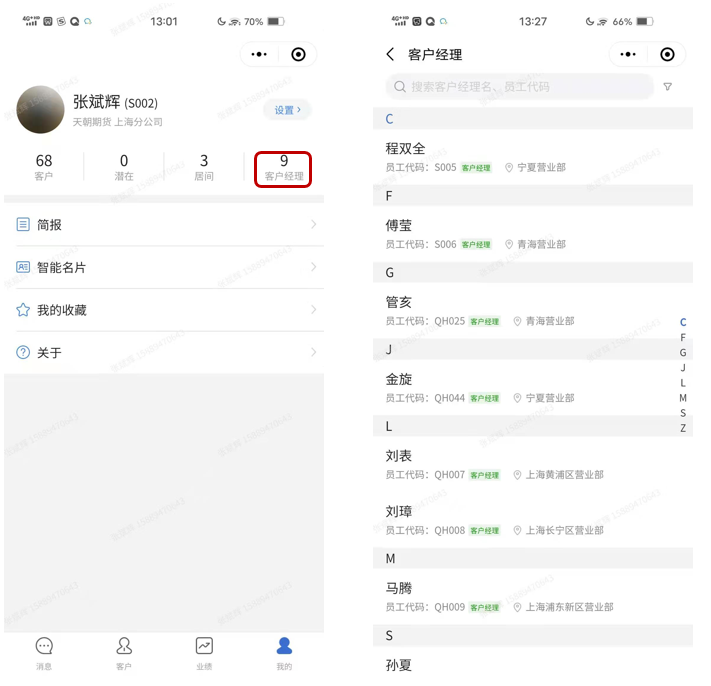 4G+HD
13:01
70%
张斌辉 (S002)
天朝期货 上海分公司
设置
68
客户
0
潜在
3
居间
9
客户经理
简报
智能名片
我的收藏
关于
消息
客户
业绩
我的
4G+HD
13:27
66%
客户经理
搜索客户经理名、员工代码
C
程双全
员工代码：S005 客户经理 宁夏营业部
F
傅莹
员工代码：S006 客户经理 青海营业部
G
管亥
员工代码：QH025 客户经理 青海营业部
J
金旋
员工代码：QH044 客户经理 宁夏营业部
L
刘表
员工代码：QH007 客户经理 上海黄浦区营业部
刘璋
员工代码：QH008 客户经理 上海长宁区营业部
M
马腾
员工代码：QH009 客户经理 上海浦东新区营业部
S
孙夏
C
F
G
J
L
M
S
Z